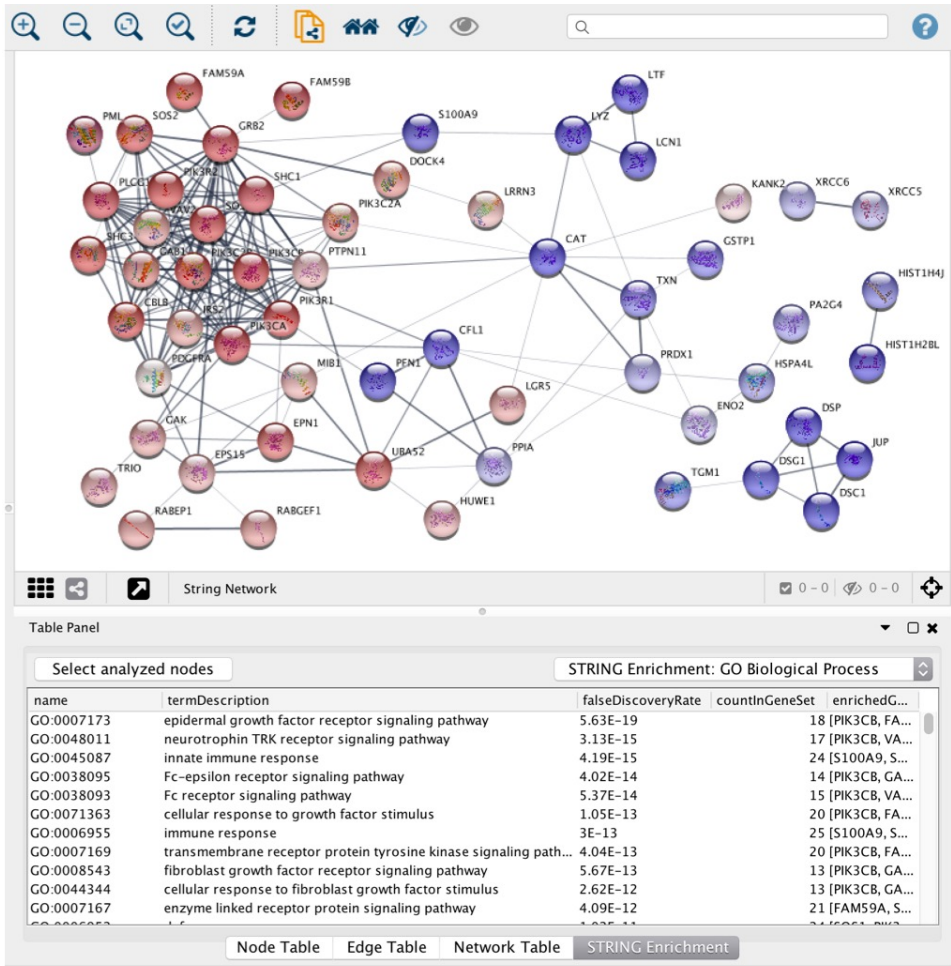 FAM59A
FAM59B
LTF
PML
SOS2
GRB2
S100A9
LYZ
LCN1
DOCK4
PIK3R2
SHC1
PLCG1
LRRN3
KANK2
XRCC6
XRCC5
PIK3C2A
VAV2
SHC3
CAT
GSTP1
GAB1
PIK3CB
PTPN11
HIST1H4J
TXN
PIK3R1
CBLB
IRS2
PA2G4
PIK3CA
CFL1
HIST1H2BL
PDGFRA
MIB1
PFN1
PRDX1
HSPA4L
LGR5
ENO2
DSP
GAK
EPN1
JUP
UBA52
PPIA
EPS15
DSG1
TRIO
TGM1
DSC1
RABEP1
RABGEF1
HUWE1
String Network
0 - 0
0 - 0
Table Panel
Select analyzed nodes
STRING Enrichment: GO Biological Process
name termDescription falseDiscoveryRate countInGeneSet enrichedG...
GO:0007173 epidermal growth factor receptor signaling pathway 5.63E-19 18 [PIK3CB, FA...
GO:0048011 neurotrophin TRK receptor signaling pathway 3.13E-15 17 [PIK3CB, VA...
GO:0045087 innate immune response 4.19E-15 24 [S100A9, S...
GO:0038095 Fc-epsilon receptor signaling pathway 4.02E-14 14 [PIK3CB, GA...
GO:0038093 Fc receptor signaling pathway 5.37E-14 15 [PIK3CB, VA...
GO:0071363 cellular response to growth factor stimulus 1.05E-13 20 [PIK3CB, FA...
GO:0006955 immune response 3E-13 25 [S100A9, S...
GO:0007169 transmembrane receptor protein tyrosine kinase signaling path... 4.04E-13 20 [PIK3CB, FA...
GO:0008543 fibroblast growth factor receptor signaling pathway 5.67E-13 13 [PIK3CB, GA...
GO:0044344 cellular response to fibroblast growth factor stimulus 2.62E-12 13 [PIK3CB, GA...
GO:0007167 enzyme linked receptor protein signaling pathway 4.09E-12 21 [FAM59A, S...
Node Table
Edge Table
Network Table
STRING Enrichment